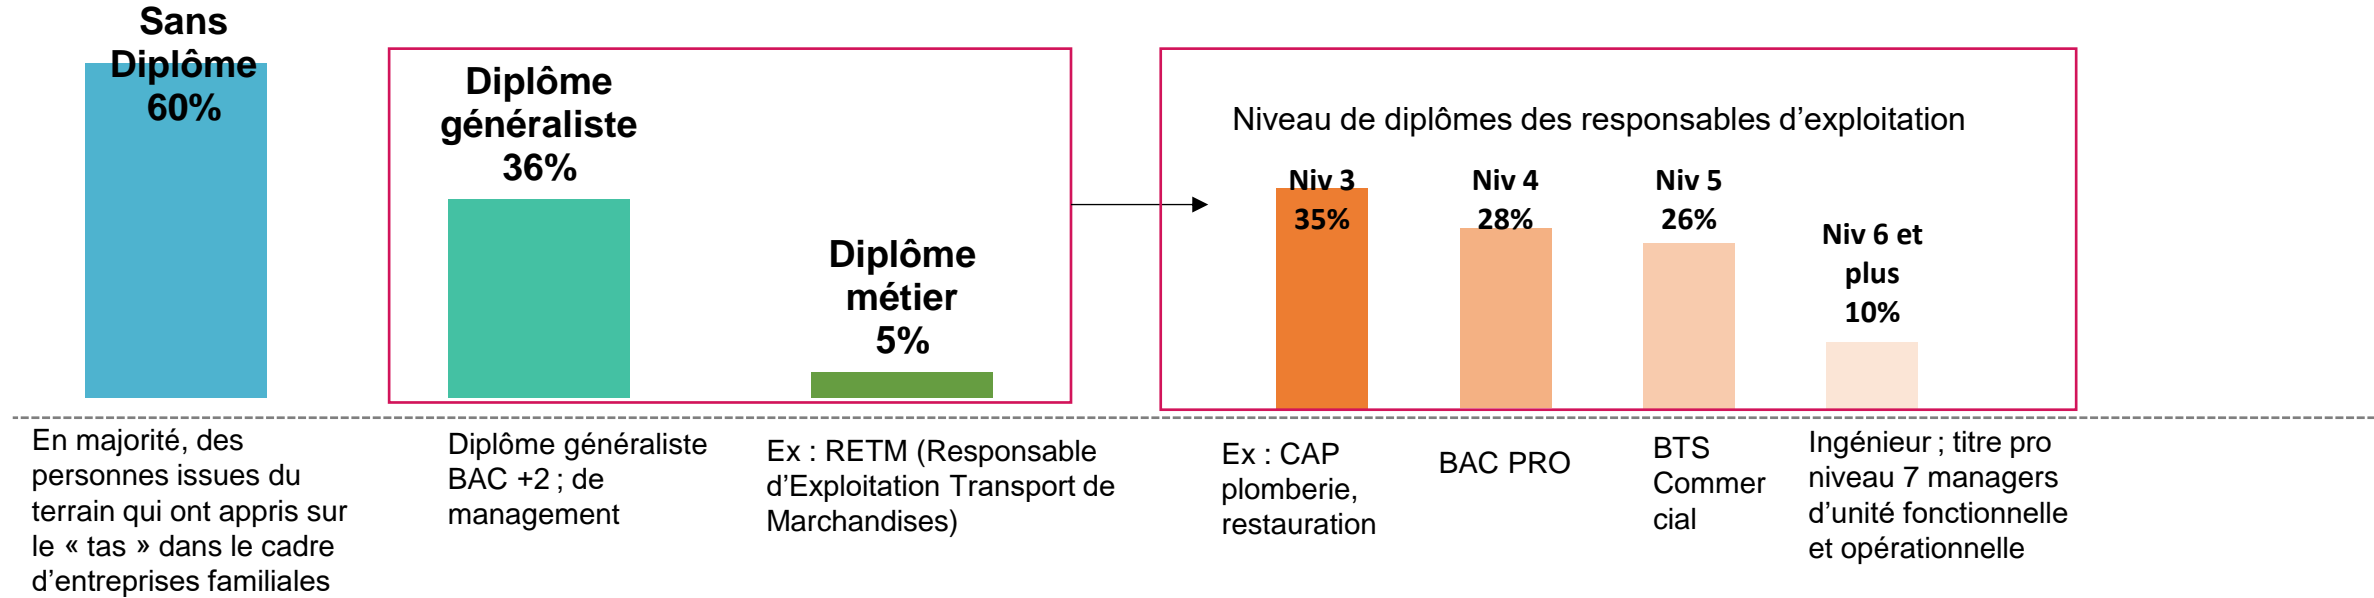 Sans
Diplôme
60%
Diplôme
généraliste
36%
Diplôme
métier
5%
Niveau de diplômes des responsables d’exploitation
Niv 3
35%
Niv 4
28%
Niv 5
26%
Niv 6 et
plus
10%
En majorité, des
personnes issues du
terrain qui ont appris sur
le « tas » dans le cadre
d’entreprises familiales
Diplôme généraliste
BAC +2 ; de
management
Ex : RETM (Responsable
d’Exploitation Transport de
Marchandises)
Ex : CAP
plomberie,
restauration
BAC PRO
BTS
Commer
cial
Ingénieur ; titre pro
niveau 7 managers
d’unité fonctionnelle
et opérationnelle